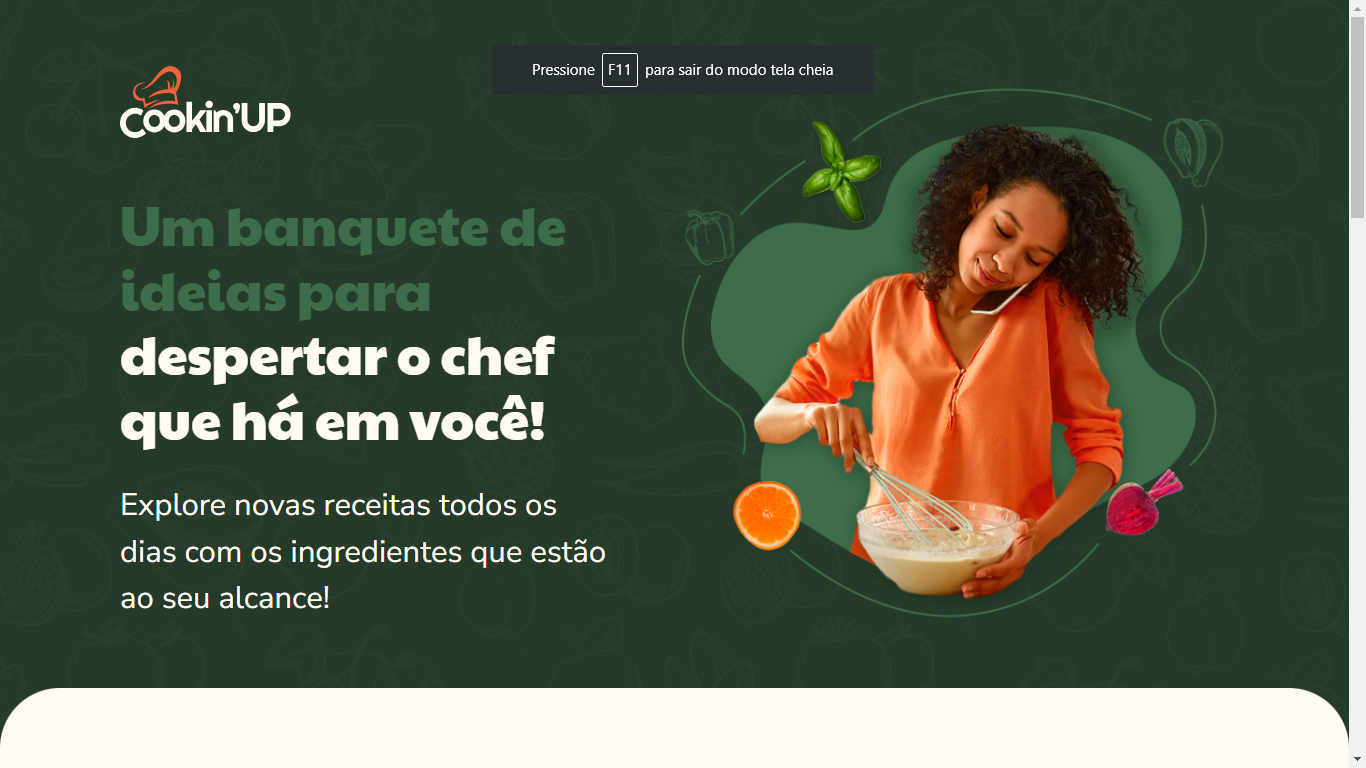 Pressione F11 para sair do modo tela cheia
Cookin'UP
Um banquete de
ideias para
despertar o chef
que há em você!
Explore novas receitas todos os
dias com os ingredientes que estão
ao seu alcance!